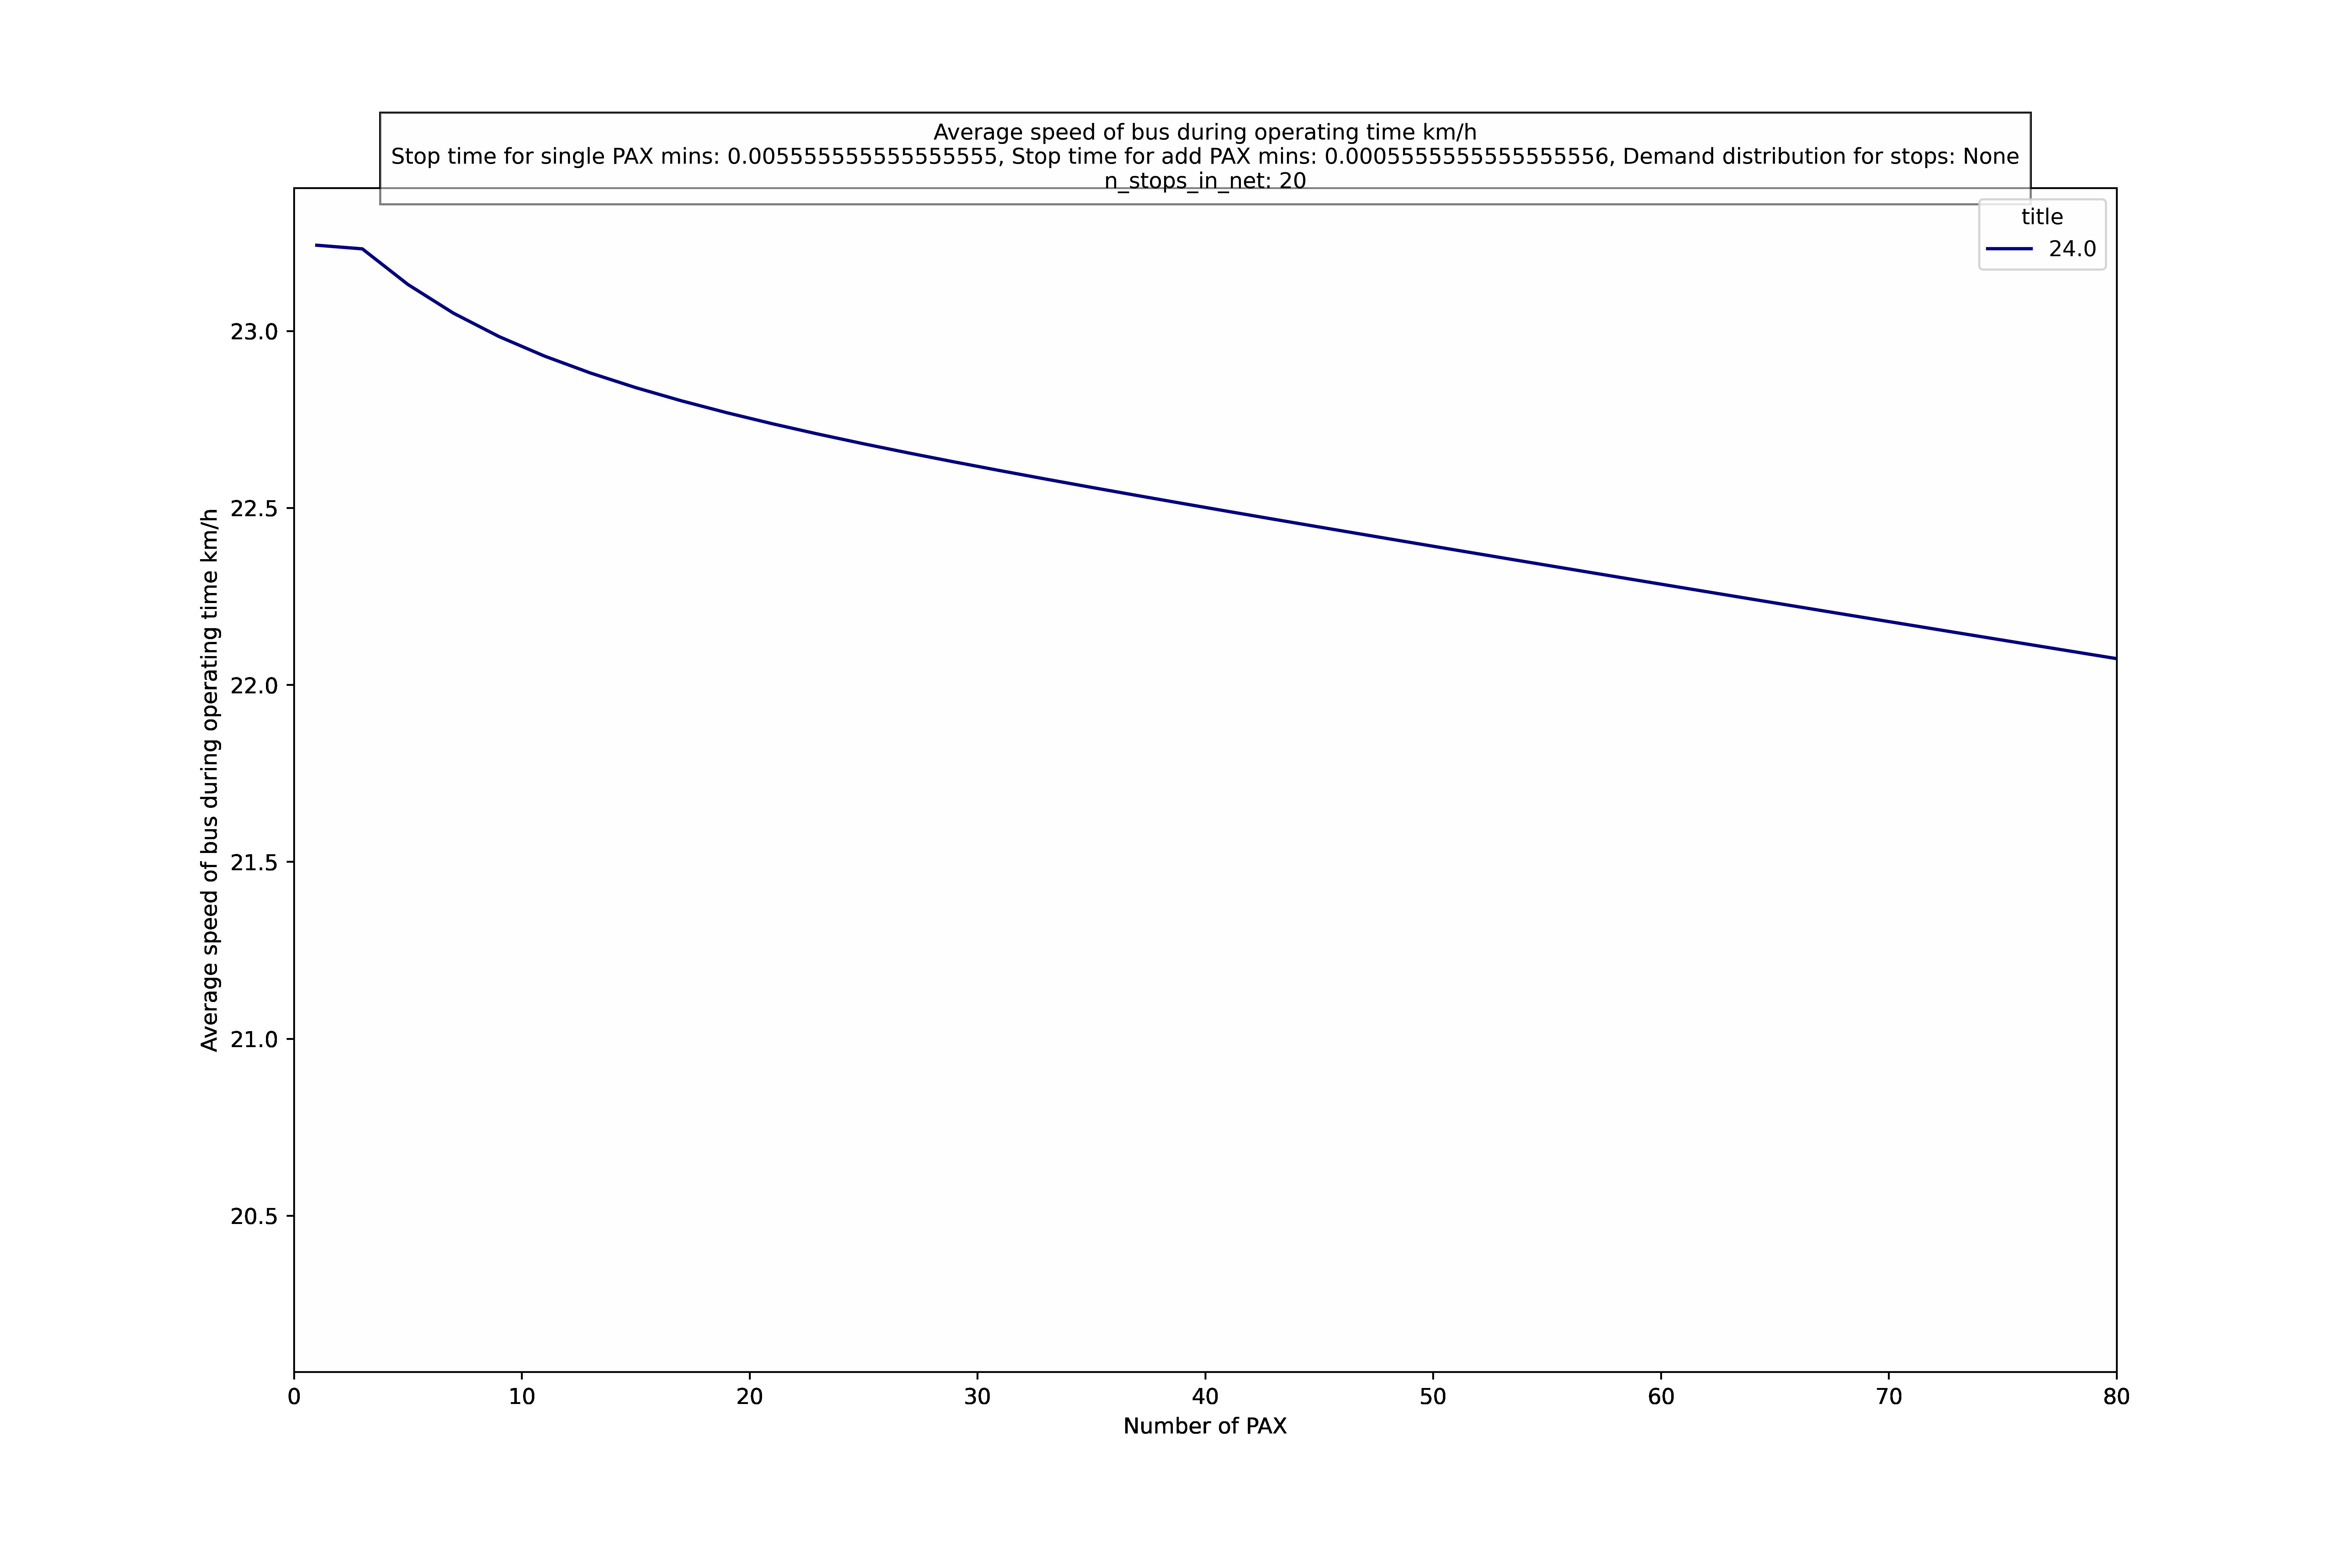 Average speed of bus during operating time km/h
Stop time for single PAX mins: 0.005555555555555555, Stop time for add PAX mins: 0.0005555555555555556, Demand distribution for stops: None
n_stops_in_net: 20
title
24.0
Average speed of bus during operating time km/h
23.0
22.5
22.0
21.5
21.0
20.5
0 10 20 30 40 50 60 70 80
Number of PAX